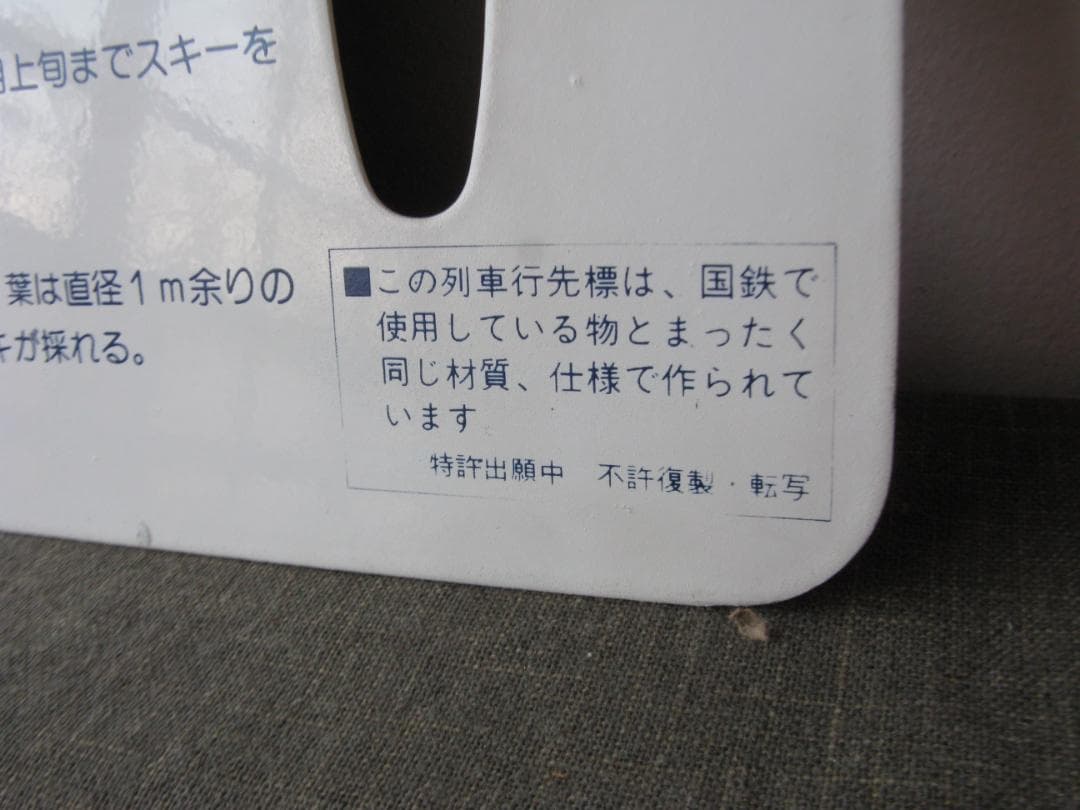 上旬までスキーを
葉は直径1m余りの
が採れる。
■この列車行先標は、国鉄で
使用している物とまったく
同じ材質、仕様で作られて
います
特許出願中 不許復製・転写